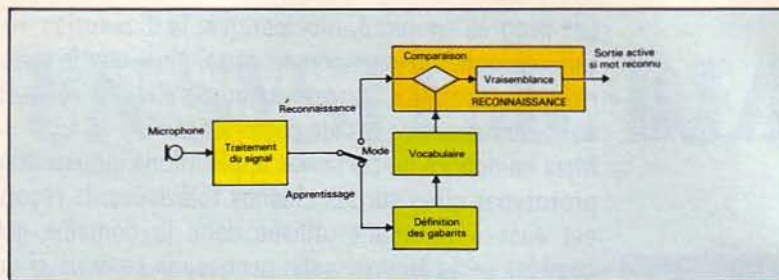 Comparaison
Sortie active
si mot reconnu
Vraisemblance
RECONNAISSANCE
Reconnaissance
Microphone
Traitement
du signal
Mode
Vocabulaire
Apprentissage
Définition
des gabarits